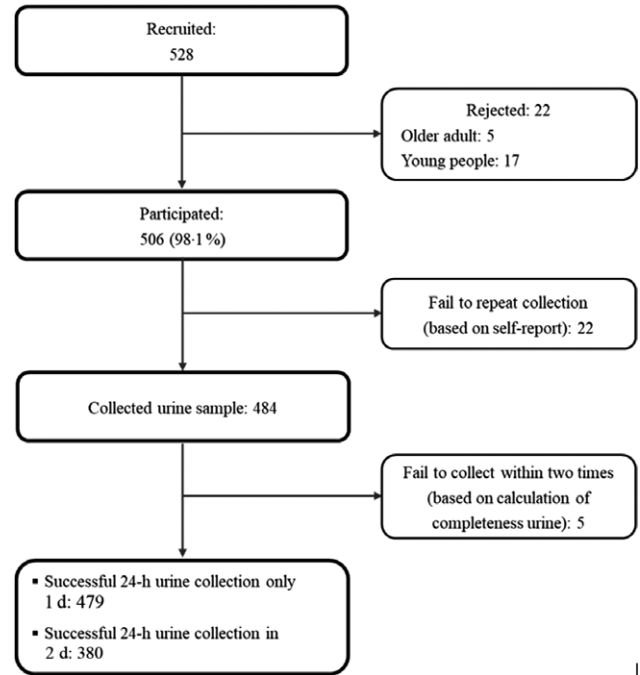 Recruited:
528
Rejected: 22
Older adult: 5
Young people: 17
Participated:
506 (98·1%)
Fail to repeat collection
(based on self-report): 22
Collected urine sample: 484
Fail to collect within two times
(based on calculation of
completeness urine): 5
▪ Successful 24-h urine collection only
1 d: 479
▪ Successful 24-h urine collection in
2 d: 380